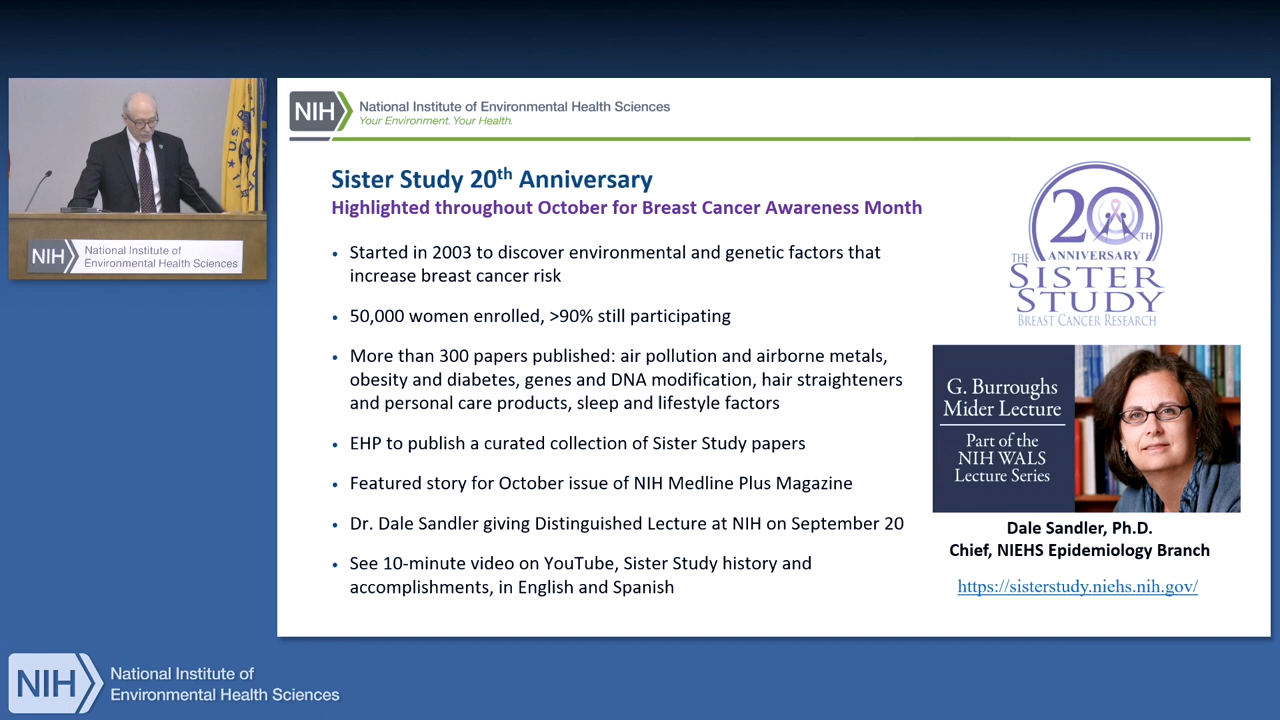 NIH
National Institute of
Environmental Health Sciences
U.S.
NIH National Institute of Environmental Health Sciences
Your Environment. Your Health.
Sister Study 20th Anniversary
Highlighted throughout October for Breast Cancer Awareness Month
• Started in 2003 to discover environmental and genetic factors that
increase breast cancer risk
• 50,000 women enrolled, >90% still participating
• More than 300 papers published: air pollution and airborne metals,
obesity and diabetes, genes and DNA modification, hair straighteners
and personal care products, sleep and lifestyle factors
• EHP to publish a curated collection of Sister Study papers
• Featured story for October issue of NIH Medline Plus Magazine
• Dr. Dale Sandler giving Distinguished Lecture at NIH on September 20
• See 10-minute video on YouTube, Sister Study history and
accomplishments, in English and Spanish
20TH
ANNIVERSARY
THE
SISTER
STUDY
BREAST CANCER RESEARCH
G. Burroughs
Mider Lecture
Part of the
NIH WALS
Lecture Series
Dale Sandler, Ph.D.
Chief, NIEHS Epidemiology Branch
https://sisterstudy.niehs.nih.gov/
NIH
National Institute of
Environmental Health Sciences